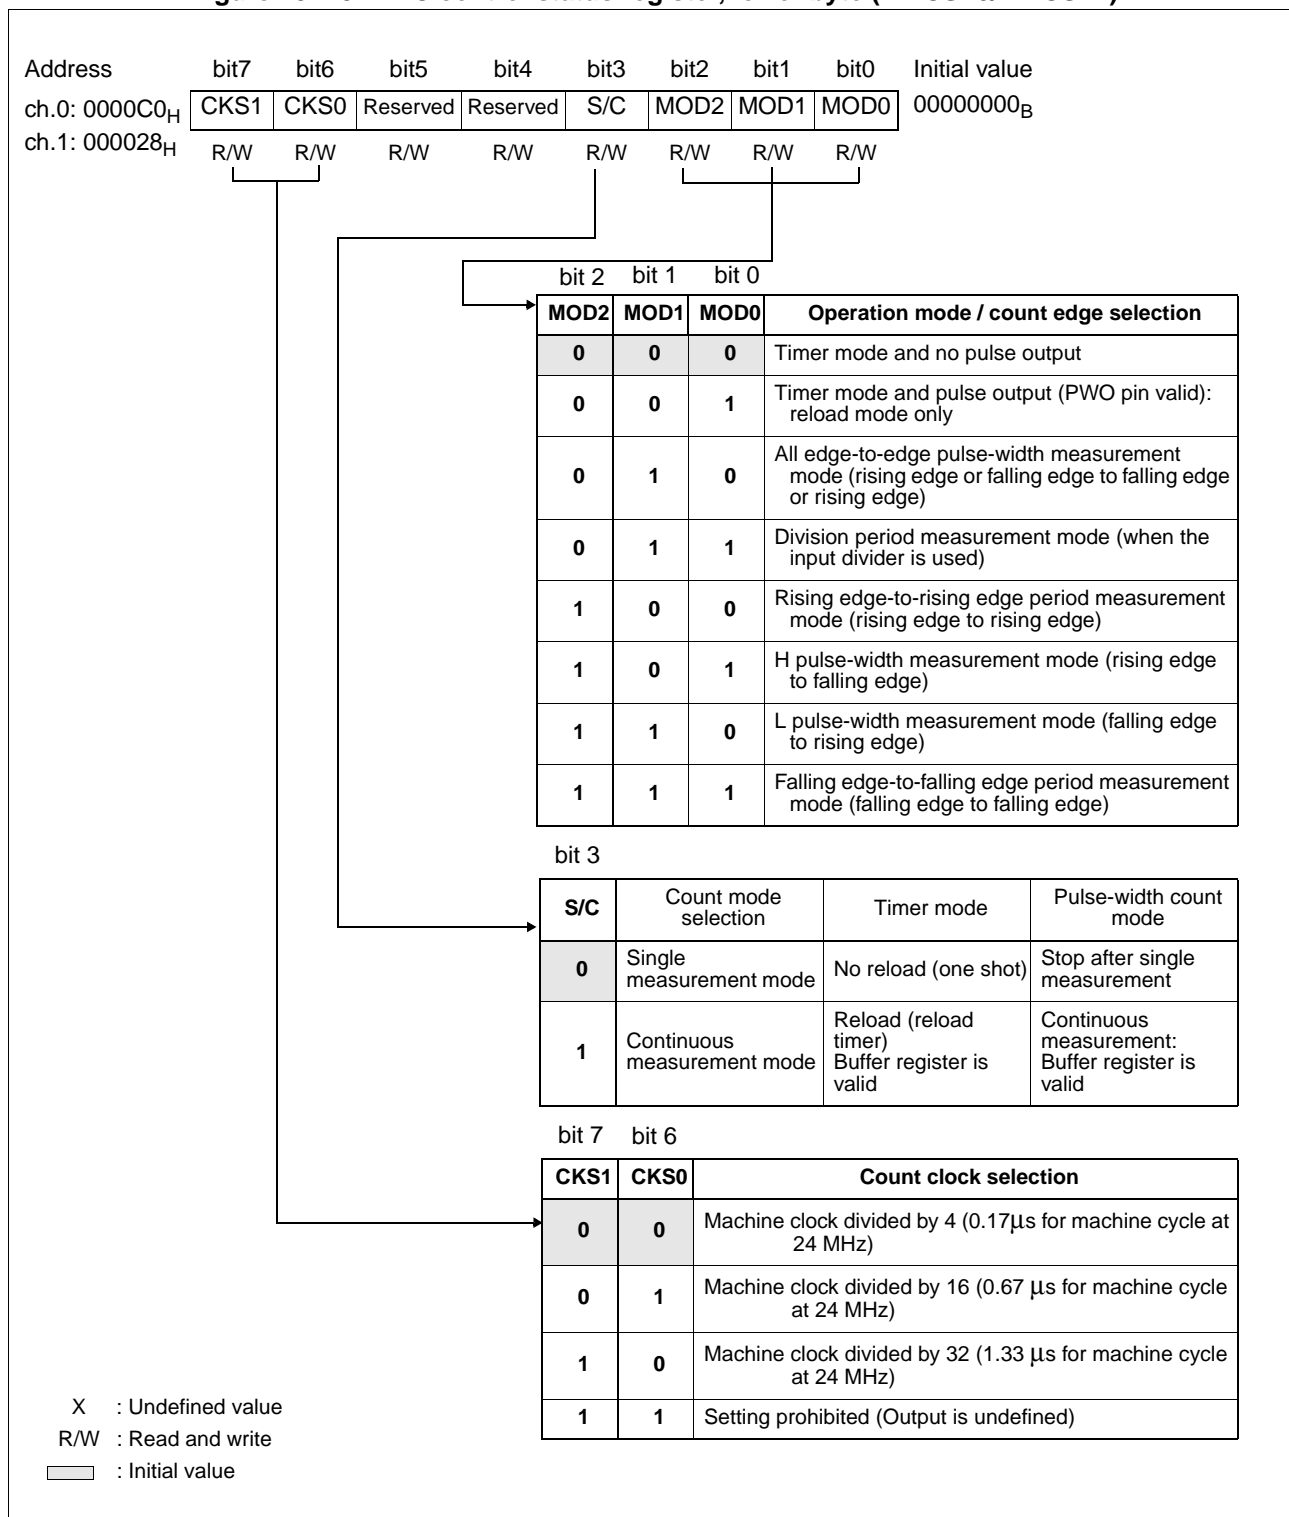 Address bit7 bit6 bit5 bit4 bit3 bit2 bit1 bit0 Initial value
ch.0: 0000C0H CKS1 CKS0 Reserved Reserved S/C MOD2 MOD1 MOD0 00000000B
ch.1: 000028H R/W R/W R/W R/W R/W R/W R/W R/W
bit 2 bit 1 bit 0
MOD2 MOD1 MOD0 Operation mode / count edge selection
0 0 0 Timer mode and no pulse output
0 0 1 Timer mode and pulse output (PWO pin valid):
reload mode only
0 1 0 All edge-to-edge pulse-width measurement
mode (rising edge or falling edge to falling edge
or rising edge)
0 1 1 Division period measurement mode (when the
input divider is used)
1 0 0 Rising edge-to-rising edge period measurement
mode (rising edge to rising edge)
1 0 1 H pulse-width measurement mode (rising edge
to falling edge)
1 1 0 L pulse-width measurement mode (falling edge
to rising edge)
1 1 1 Falling edge-to-falling edge period measurement
mode (falling edge to falling edge)
bit 3
S/C Count mode
selection Timer mode Pulse-width count
mode
0 Single
measurement mode No reload (one shot) Stop after single
measurement
1 Continuous
measurement mode Reload (reload
timer)
Buffer register is
valid Continuous
measurement:
Buffer register is
valid
bit 7 bit 6
CKS1 CKS0 Count clock selection
0 0 Machine clock divided by 4 (0.17μs for machine cycle at
24 MHz)
0 1 Machine clock divided by 16 (0.67 μs for machine cycle
at 24 MHz)
1 0 Machine clock divided by 32 (1.33 μs for machine cycle
at 24 MHz)
1 1 Setting prohibited (Output is undefined)
X : Undefined value
R/W : Read and write
: Initial value